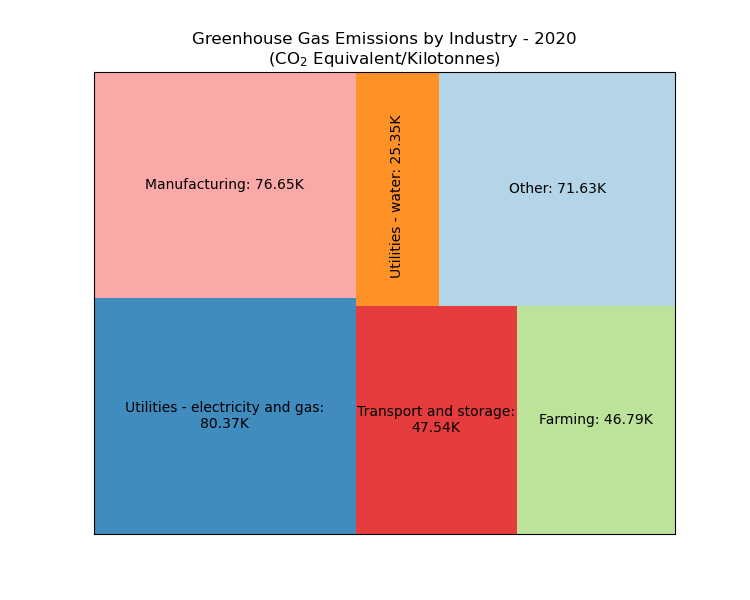 Greenhouse Gas Emissions by Industry - 2020
(CO₂ Equivalent/Kilotonnes)
Manufacturing: 76.65K
Utilities - water: 25.35K
Other: 71.63K
Utilities - electricity and gas:
80.37K
Transport and storage:
47.54K
Farming: 46.79K